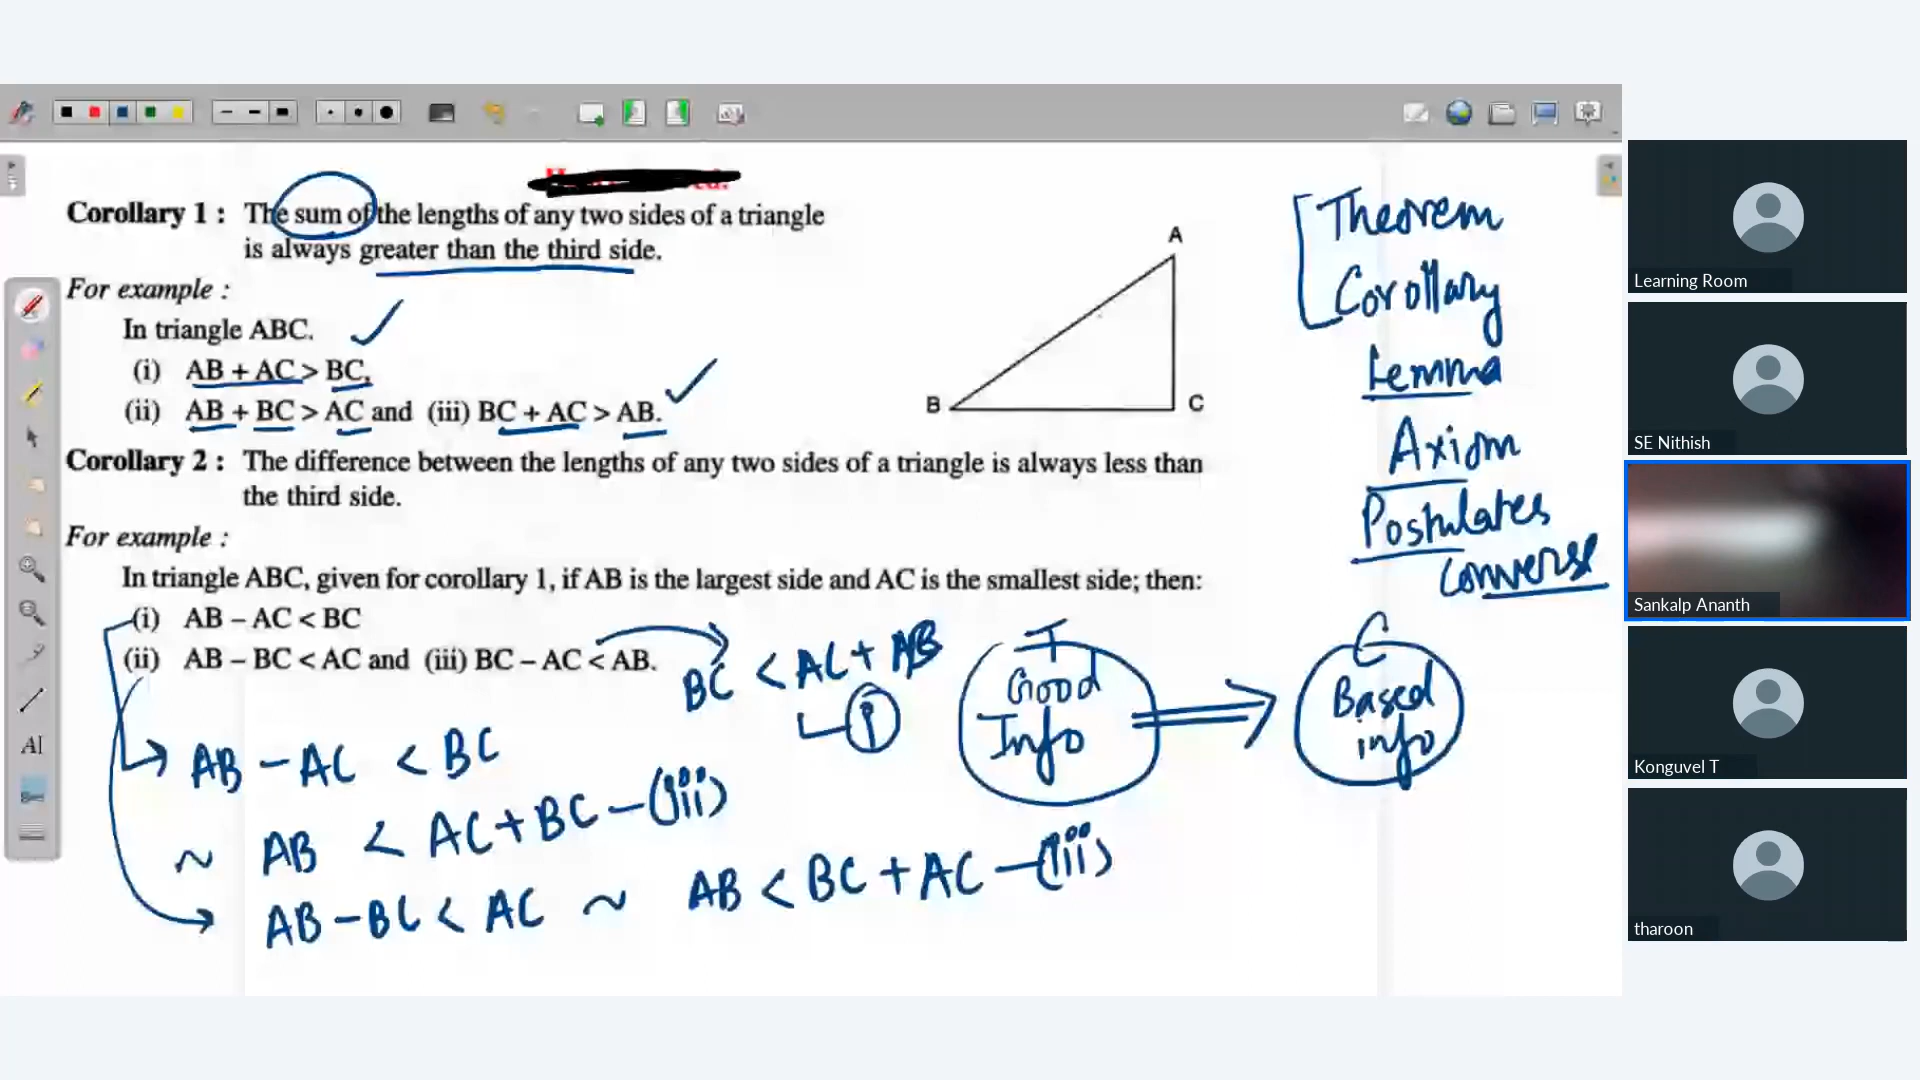 Corollary 1 : The sum of the lengths of any two sides of a triangle
is always greater than the third side.
For example :
In triangle ABC.
(i) AB + AC > BC,
(ii) AB + BC > AC and (iii) BC + AC > AB.
A
B
C
Corollary 2 : The difference between the lengths of any two sides of a triangle is always less than
the third side.
For example :
In triangle ABC, given for corollary 1, if AB is the largest side and AC is the smallest side; then:
(i) AB – AC < BC
(ii) AB – BC < AC and (iii) BC – AC < AB.
BC < AC + AB
(i)
AB – AC < BC
~ AB < AC + BC – (iii)
AB – BC < AC ~ AB < BC + AC – (iii)
T
Good
Info
C
Based
info
Theorem
Corollary
Lemma
Axiom
Postulates
Converse
AI
Learning Room
SE Nithish
Sankalp Ananth
Konguvel T
tharoon